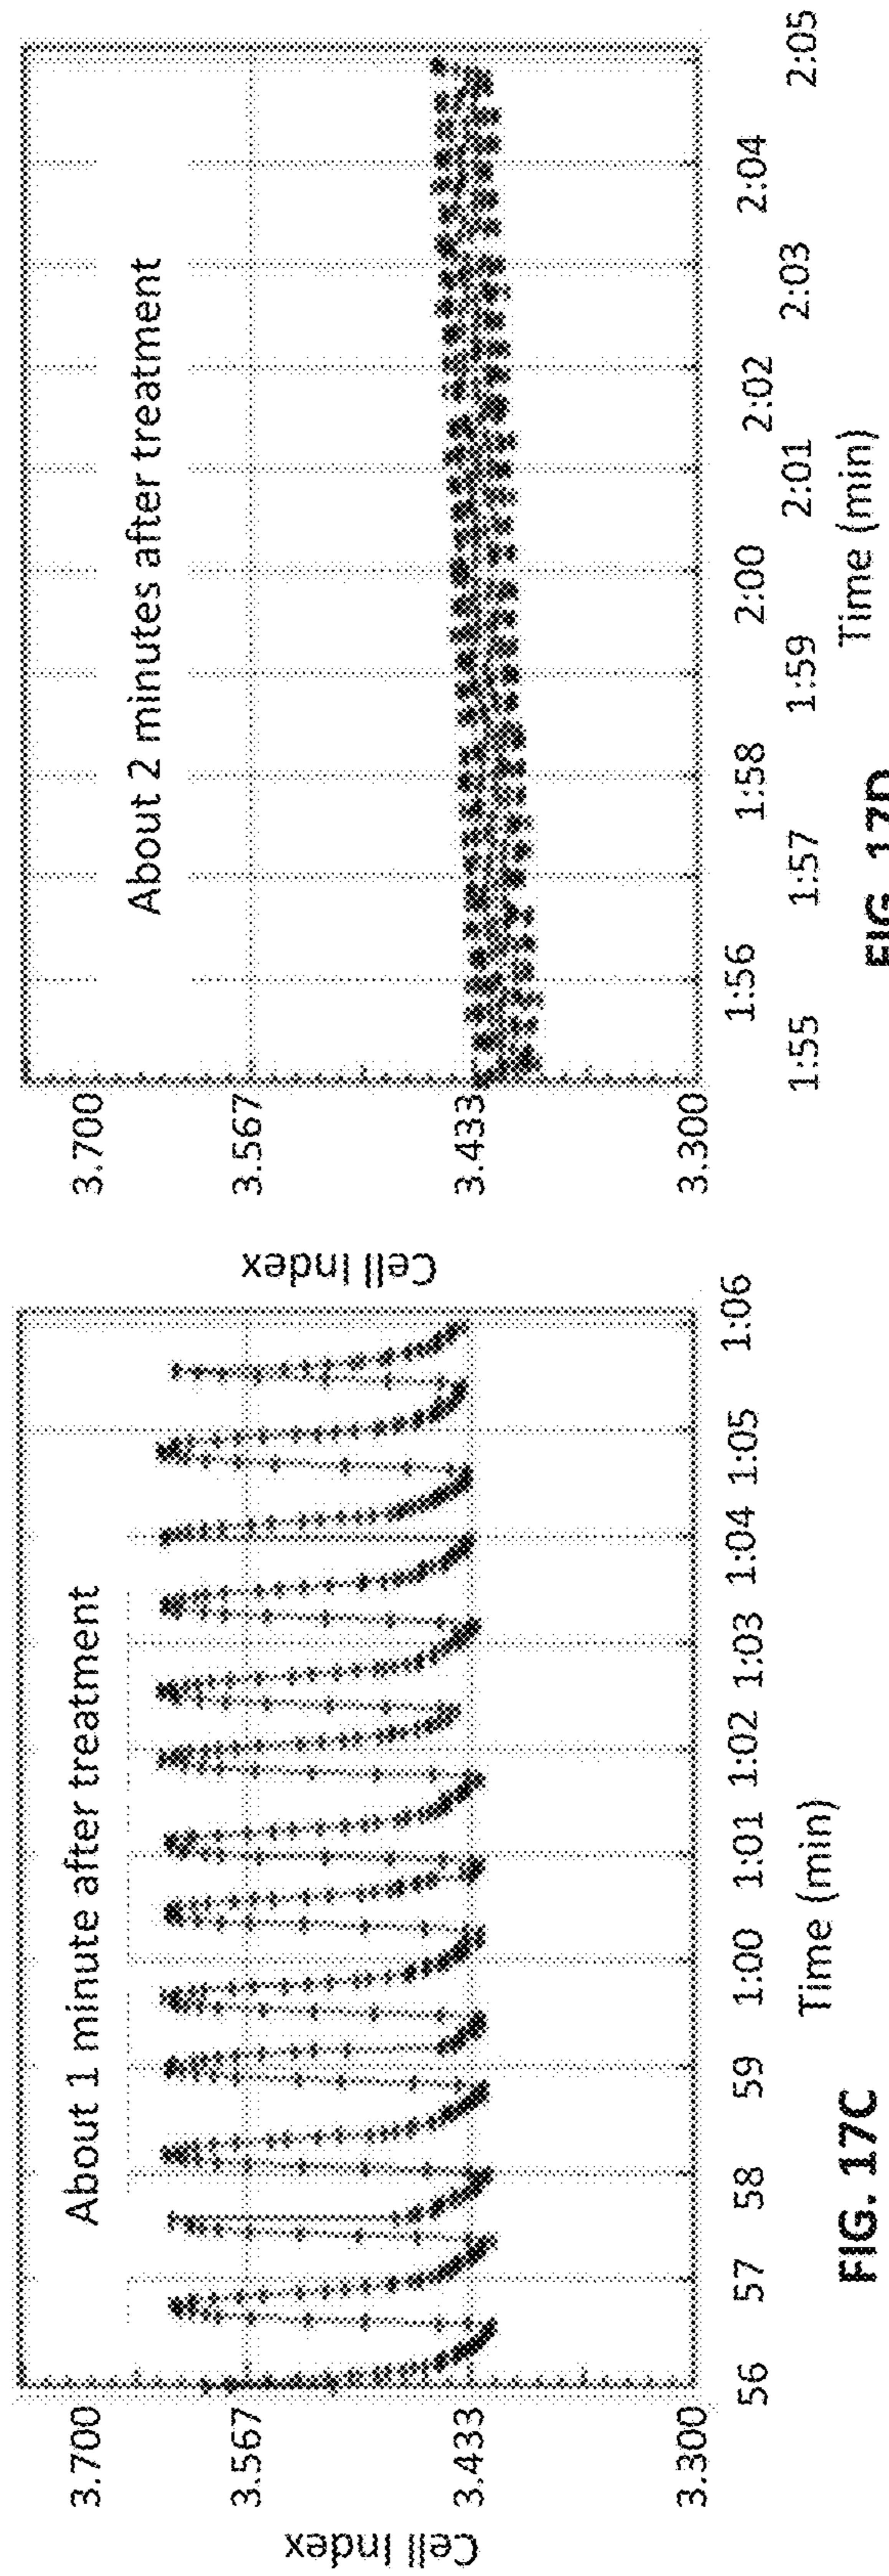 Cell Index
3.700
3.567
3.433
3.300
About 1 minute after treatment
56 57 58 59 1:00 1:01 1:02 1:03 1:04 1:05 1:06
Time (min)
FIG. 17C
Cell Index
3.700
3.567
3.433
3.300
About 2 minutes after treatment
1:55 1:56 1:57 1:58 1:59 2:00 2:01 2:02 2:03 2:04 2:05
Time (min)
FIG. 17D